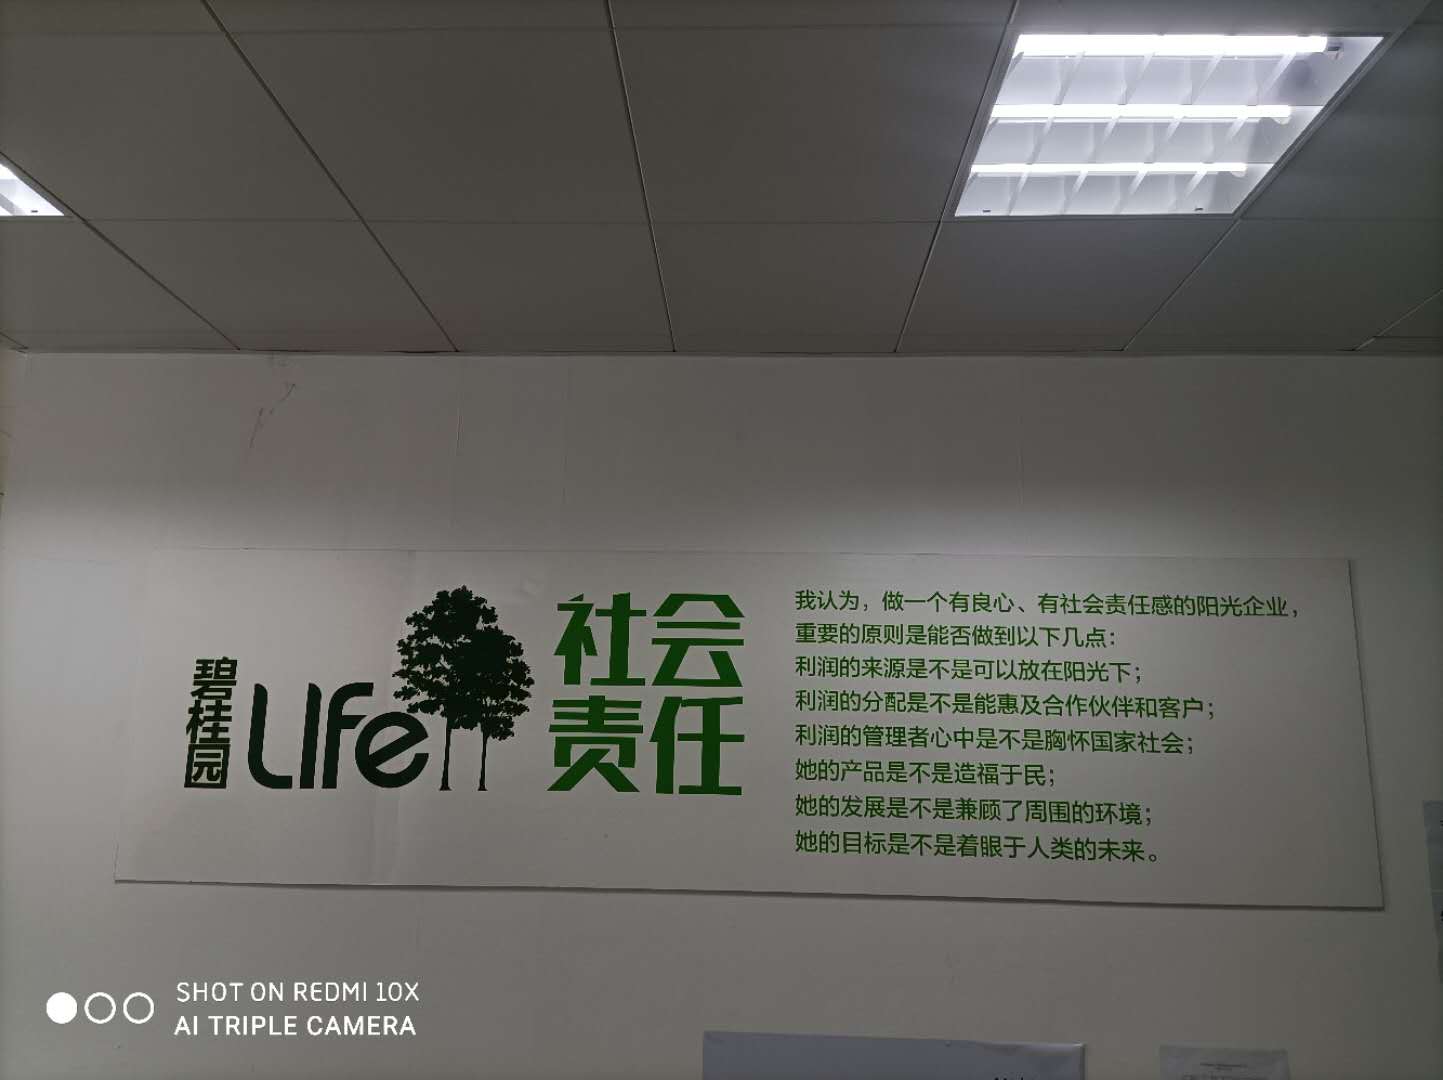 碧桂园
Life
社会
责任
我认为，做一个有良心、有社会责任感的阳光企业，
重要的原则是能否做到以下几点：
利润的来源是不是可以放在阳光下；
利润的分配是不是能惠及合作伙伴和客户；
利润的管理者心中是不是胸怀国家社会；
她的产品是不是造福于民；
她的发展是不是兼顾了周围的环境；
她的目标是不是着眼于人类的未来。
SHOT ON REDMI 10X
AI TRIPLE CAMERA